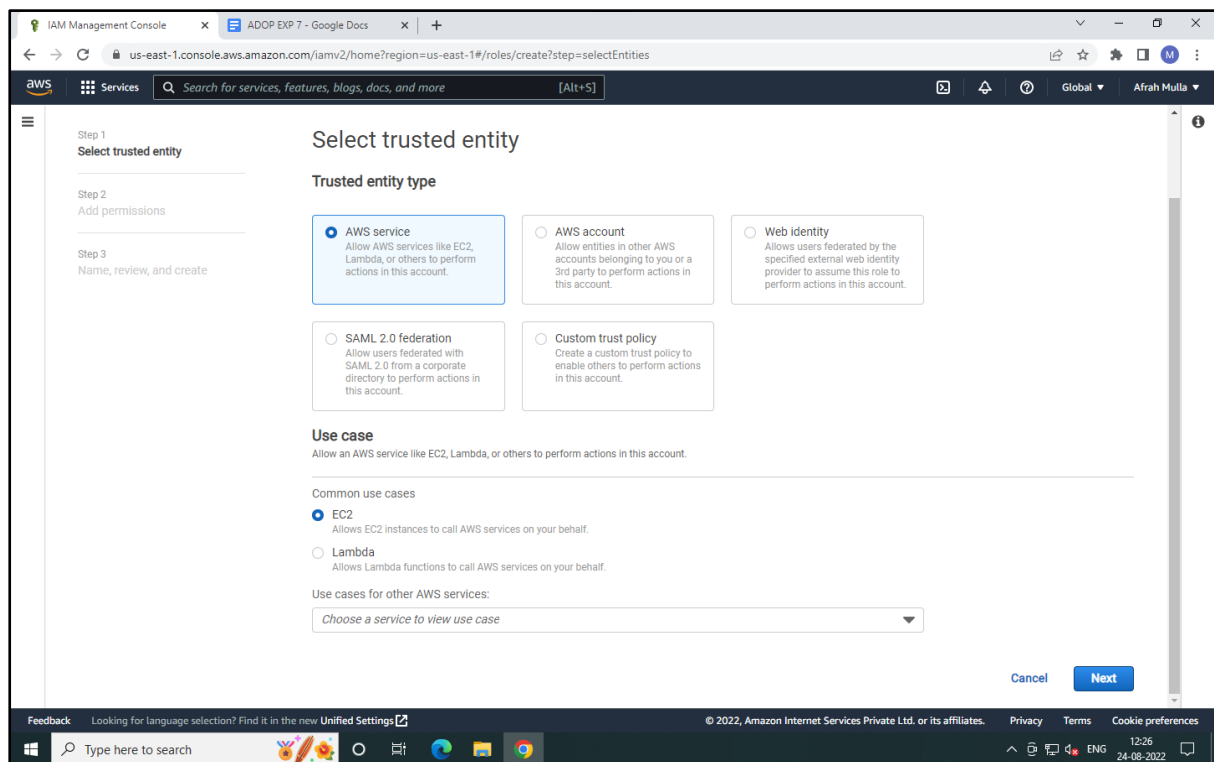 IAM Management Console
ADOP EXP 7 - Google Docs
us-east-1.console.aws.amazon.com/iamv2/home?region=us-east-1#/roles/create?step=selectEntities
M
aws
Services
Search for services, features, blogs, docs, and more
[Alt+S]
Global
Afrah Mulla
Step 1
Select trusted entity
Step 2
Add permissions
Step 3
Name, review, and create
Select trusted entity
Trusted entity type
AWS service
Allow AWS services like EC2,
Lambda, or others to perform
actions in this account.
AWS account
Allow entities in other AWS
accounts belonging to you or a
3rd party to perform actions in
this account.
Web identity
Allows users federated by the
specified external web identity
provider to assume this role to
perform actions in this account.
SAML 2.0 federation
Allow users federated with
SAML 2.0 from a corporate
directory to perform actions in
this account.
Custom trust policy
Create a custom trust policy to
enable others to perform actions
in this account.
Use case
Allow an AWS service like EC2, Lambda, or others to perform actions in this account.
Common use cases
EC2
Allows EC2 instances to call AWS services on your behalf.
Lambda
Allows Lambda functions to call AWS services on your behalf.
Use cases for other AWS services:
Choose a service to view use case
Cancel
Next
Feedback
Looking for language selection? Find it in the new Unified Settings
© 2022, Amazon Internet Services Private Ltd. or its affiliates.
Privacy
Terms
Cookie preferences
Type here to search
ENG
12:26
24-08-2022